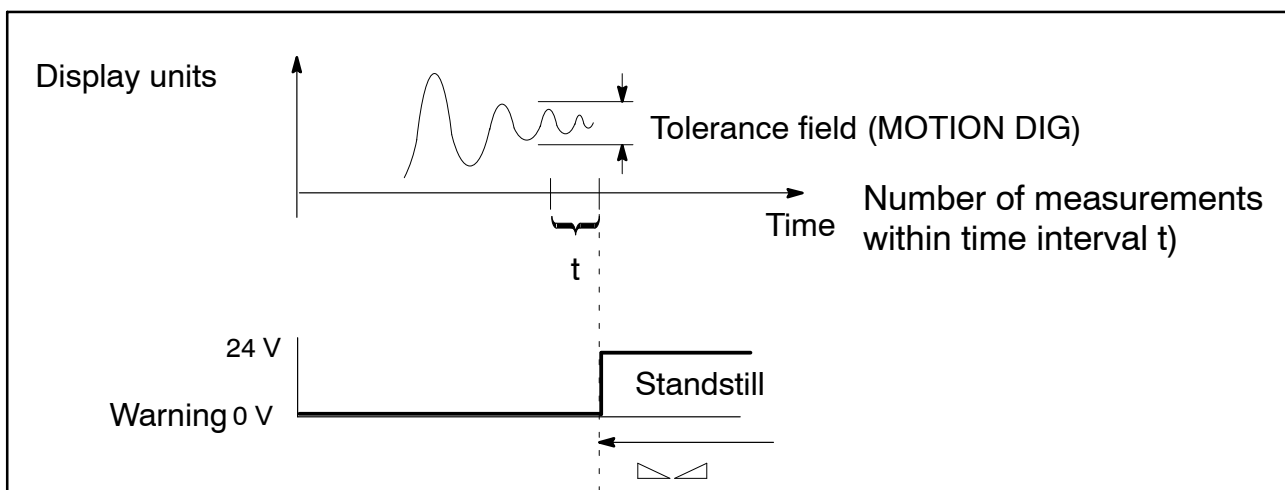 Display units
Tolerance field (MOTION DIG)
Time
Number of measurements
within time interval t)
t
24 V
Standstill
Warning 0 V